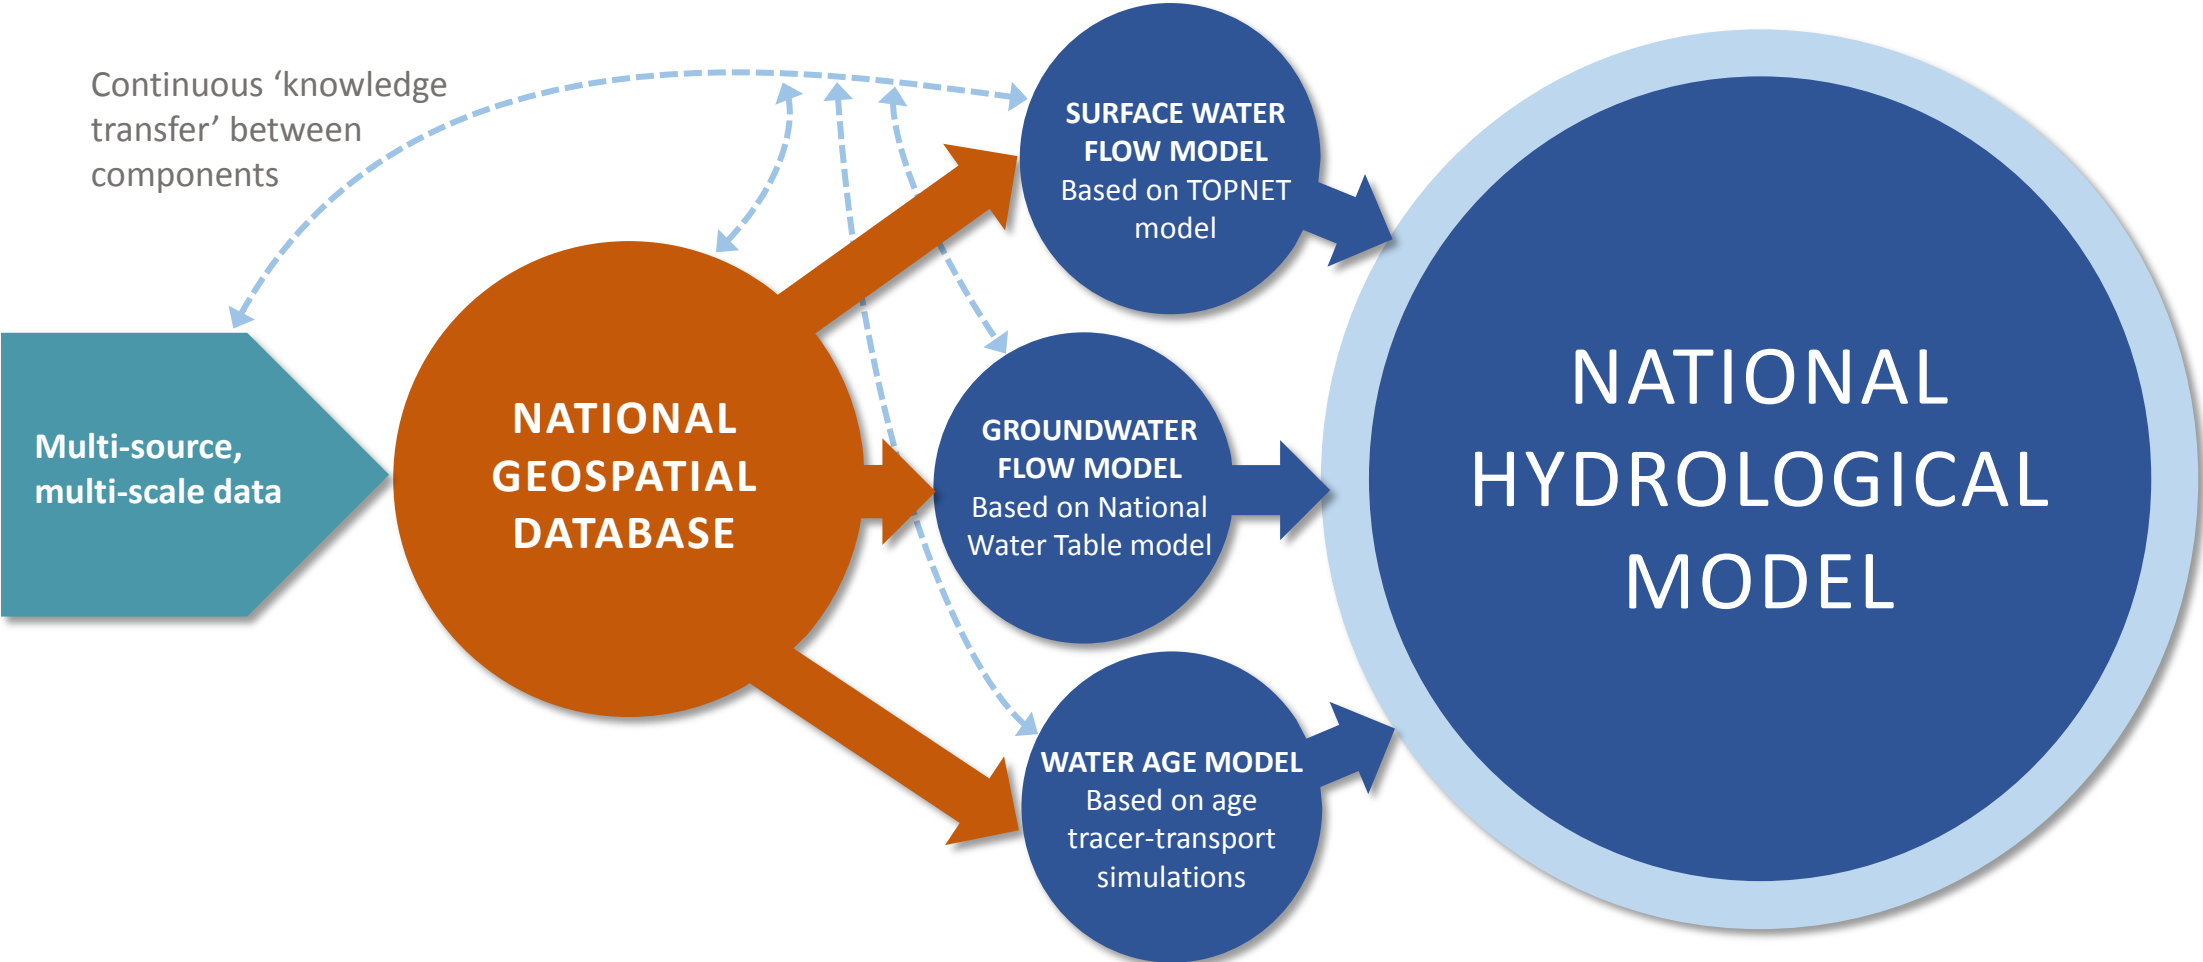 Continuous ‘knowledge
transfer’ between
components
Multi-source,
multi-scale data
NATIONAL
GEOSPATIAL
DATABASE
SURFACE WATER
FLOW MODEL
Based on TOPNET
model
GROUNDWATER
FLOW MODEL
Based on National
Water Table model
WATER AGE MODEL
Based on age
tracer-transport
simulations
NATIONAL
HYDROLOGICAL
MODEL